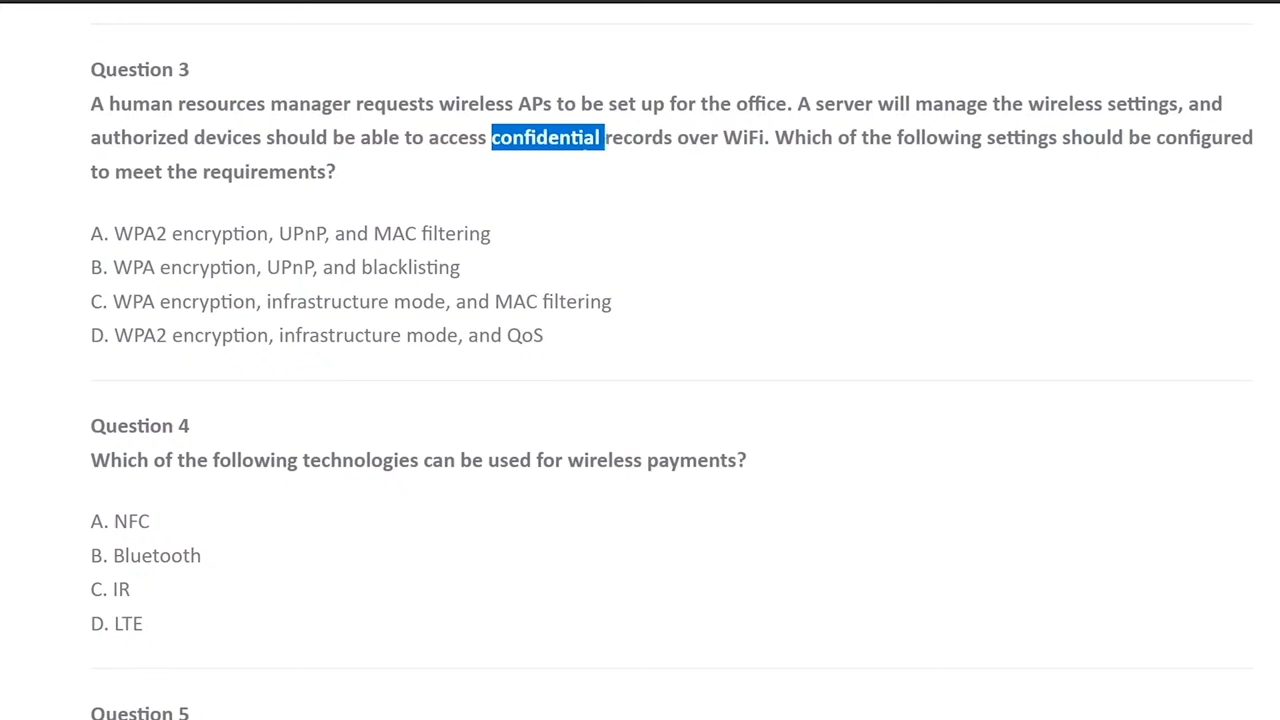 Question 3
A human resources manager requests wireless APs to be set up for the office. A server will manage the wireless settings, and
authorized devices should be able to access confidential records over WiFi. Which of the following settings should be configured
to meet the requirements?
A. WPA2 encryption, UPnP, and MAC filtering
B. WPA encryption, UPnP, and blacklisting
C. WPA encryption, infrastructure mode, and MAC filtering
D. WPA2 encryption, infrastructure mode, and QoS
Question 4
Which of the following technologies can be used for wireless payments?
A. NFC
B. Bluetooth
C. IR
D. LTE
Question 5